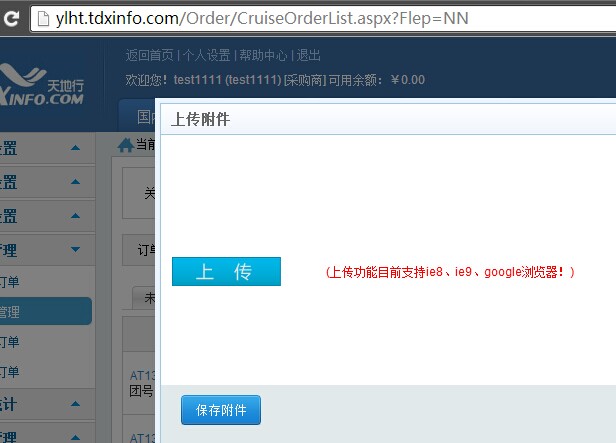 ylht.tdxinfo.com/Order/CruiseOrderList.aspx?Flep=NN
返回首页 | 个人设置 | 帮助中心 | 退出
天地行
XINFO.COM
欢迎您！test1111 (test1111) [采购商] 可用余额：￥0.00
国
当前
上传附件
置
置
置
管理
订单
管理
订单
订单
统计
关
订单
未
AT13
团号
AT13
上 传
(上传功能目前支持ie8、ie9、google浏览器！)
保存附件